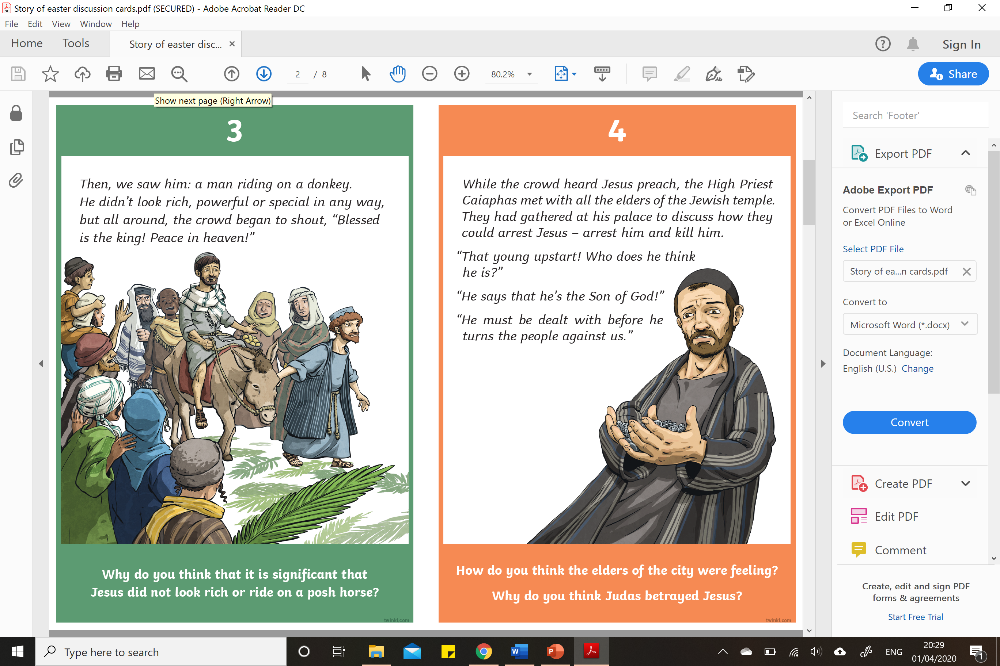 Story of easter discussion cards.pdf (SECURED) - Adobe Acrobat Reader DC
File Edit View Window Help
Home Tools Story of easter disc... Sign In
2 / 8 80.2% Share
Show next page (Right Arrow)
3
Then, we saw him: a man riding on a donkey.
He didn't look rich, powerful or special in any way,
but all around, the crowd began to shout, “Blessed
is the king! Peace in heaven!”
Why do you think that it is significant that
Jesus did not look rich or ride on a posh horse?
twinkl.com
4
While the crowd heard Jesus preach, the High Priest
Caiaphas met with all the elders of the Jewish temple.
They had gathered at his palace to discuss how they
could arrest Jesus – arrest him and kill him.
“That young upstart! Who does he think
he is?”
“He says that he’s the Son of God!”
“He must be dealt with before he
turns the people against us.”
How do you think the elders of the city were feeling?
Why do you think Judas betrayed Jesus?
twinkl.com
Search 'Footer'
Export PDF
Adobe Export PDF
Convert PDF Files to Word
or Excel Online
Select PDF File
Story of ea...n cards.pdf
Convert to
Microsoft Word (*.docx)
Document Language:
English (U.S.) Change
Convert
Create PDF
Edit PDF
Comment
Create, edit and sign PDF
forms & agreements
Start Free Trial
Type here to search
ENG
20:29
01/04/2020
1